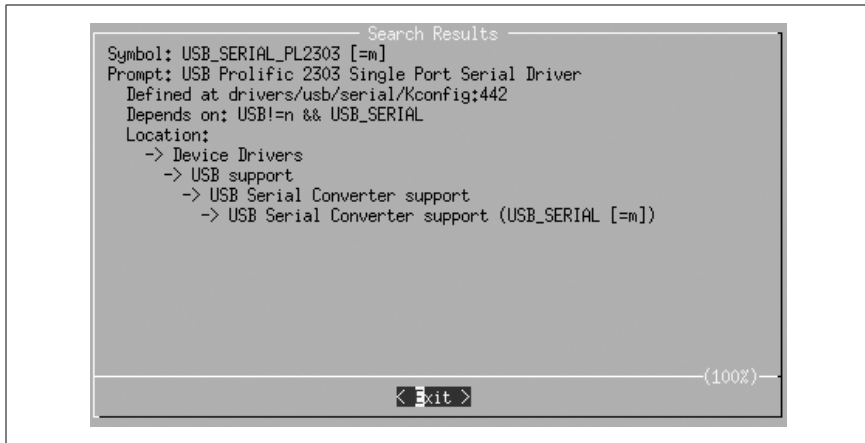 Search Results
Symbol: USB_SERIAL_PL2303 [=m]
Prompt: USB Prolific 2303 Single Port Serial Driver
Defined at drivers/usb/serial/Kconfig:442
Depends on: USB!=n && USB_SERIAL
Location:
-> Device Drivers
-> USB support
-> USB Serial Converter support
-> USB Serial Converter support (USB_SERIAL [=m])
(100%)
< Exit >